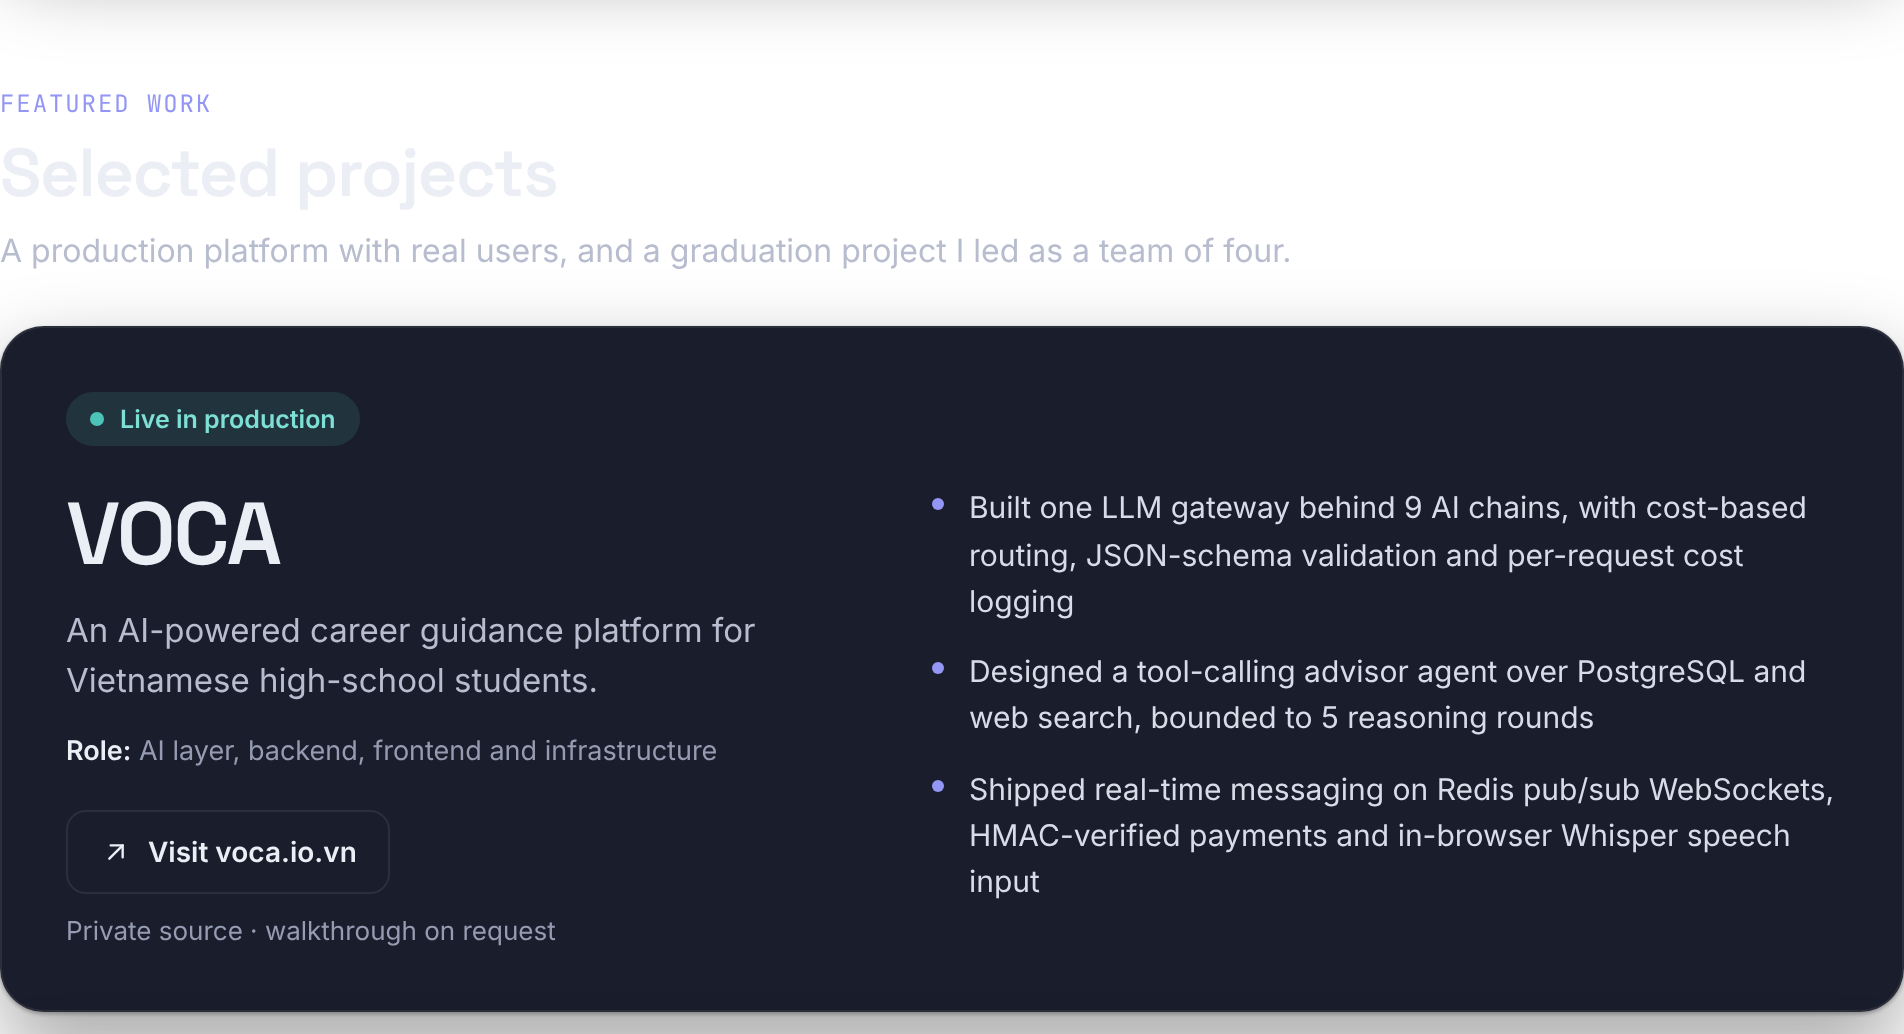 FEATURED WORK
Selected projects
A production platform with real users, and a graduation project I led as a team of four.
Live in production
VOCA
An AI-powered career guidance platform for
Vietnamese high-school students.
Role: AI layer, backend, frontend and infrastructure
Visit voca.io.vn
Private source · walkthrough on request
Built one LLM gateway behind 9 AI chains, with cost-based
routing, JSON-schema validation and per-request cost
logging
Designed a tool-calling advisor agent over PostgreSQL and
web search, bounded to 5 reasoning rounds
Shipped real-time messaging on Redis pub/sub WebSockets,
HMAC-verified payments and in-browser Whisper speech
input